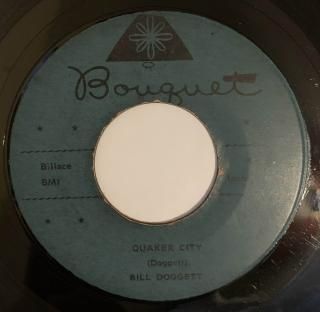 Bouquet
Billace
BMI
QUAKER CITY
(Doggett)
BILL DOGGETT